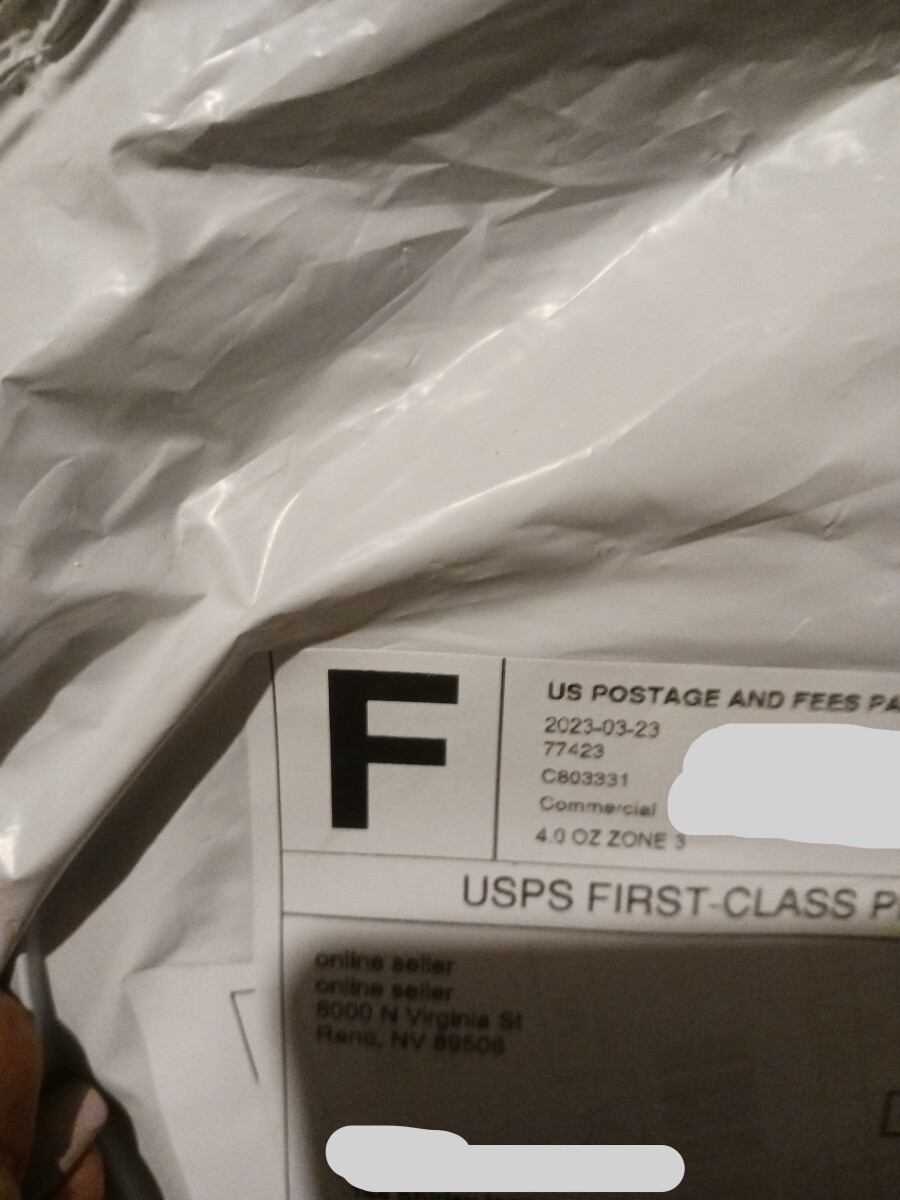 F
US POSTAGE AND FEES PA
2023-03-23
77423
C803331
Commercial
4.0 OZ ZONE 3
USPS FIRST-CLASS P
online seller
online seller
8000 N Virginia St
Reno, NV 89506